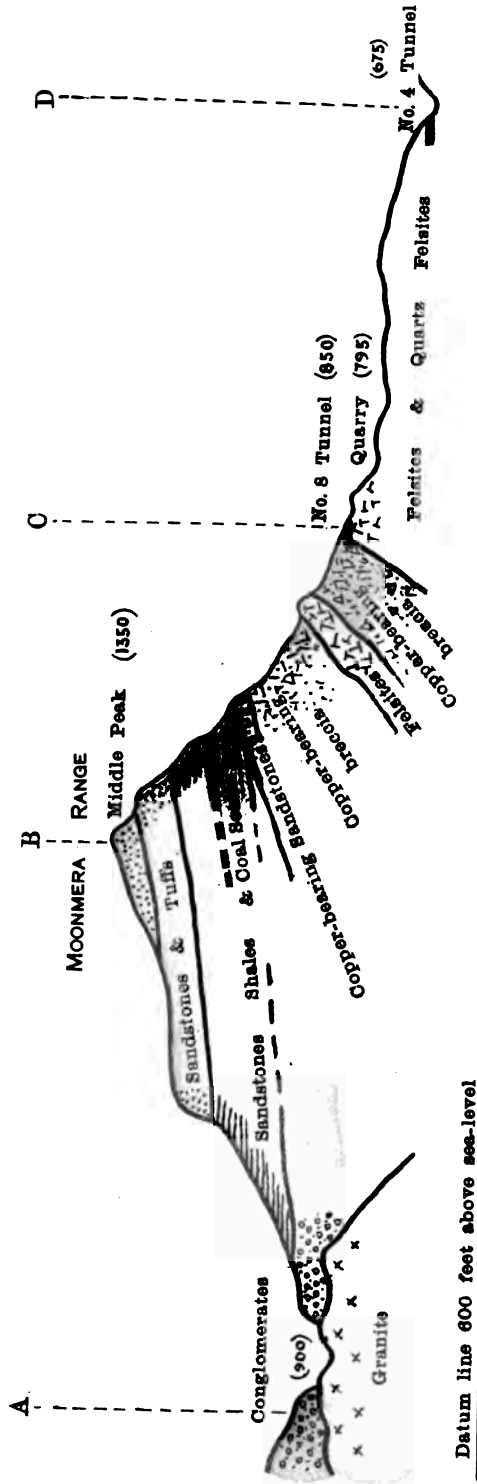 A B C D
MOONMERA RANGE
Middle Peak (1350)
No. 8 Tunnel (850)
Quarry (795)
(675)
No. 4 Tunnel
Conglomerates
(900)
Sandstones & Tuffs
Sandstones Shales & Coal
Copper-bearing Sandstones
Copper-bearing
breccia
Felsites
Copper-bearing
breccia
Felsites & Quartz Felsites
Granite
Datum line 600 feet above sea-level